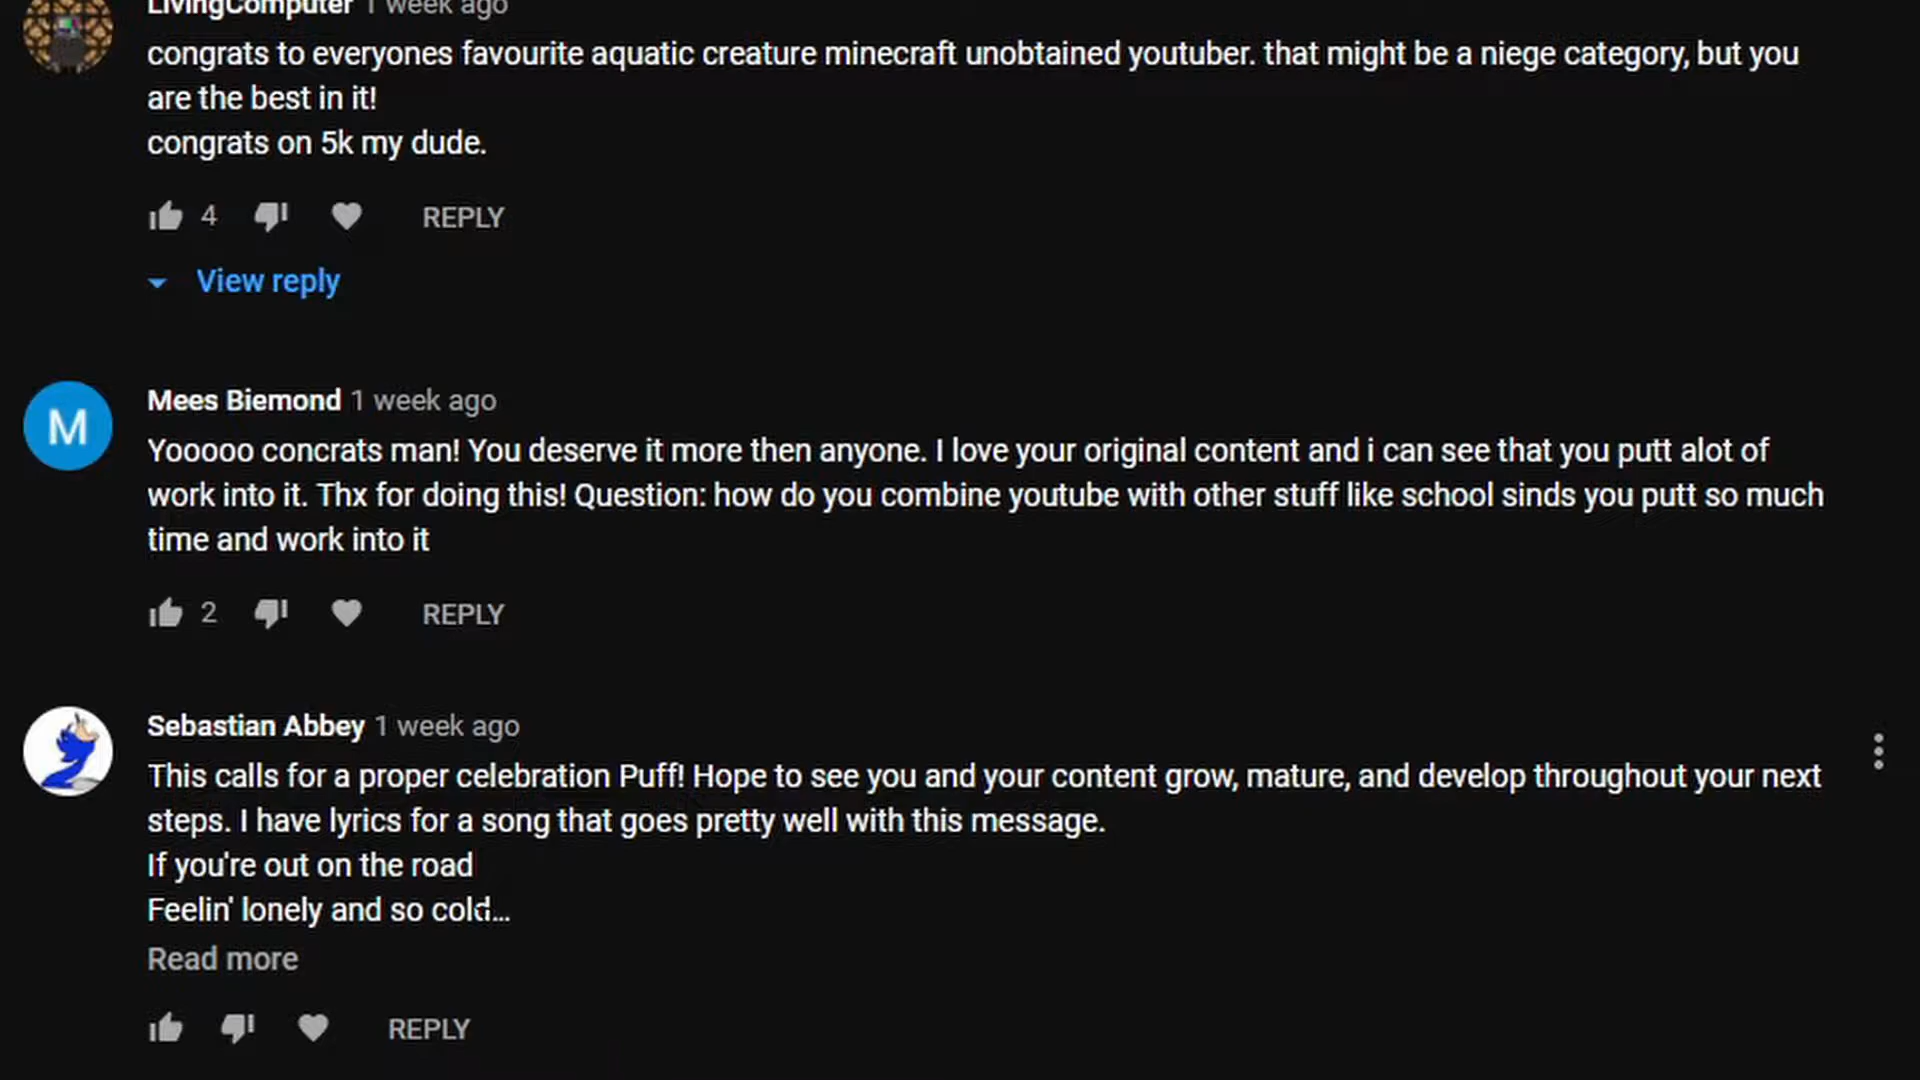 LivingComputer 1 week ago
congrats to everyones favourite aquatic creature minecraft unobtained youtuber. that might be a niege category, but you
are the best in it!
congrats on 5k my dude.
4 REPLY
View reply
M
Mees Biemond 1 week ago
Yooooo concrats man! You deserve it more then anyone. I love your original content and i can see that you putt alot of
work into it. Thx for doing this! Question: how do you combine youtube with other stuff like school sinds you putt so much
time and work into it
2 REPLY
Sebastian Abbey 1 week ago
This calls for a proper celebration Puff! Hope to see you and your content grow, mature, and develop throughout your next
steps. I have lyrics for a song that goes pretty well with this message.
If you're out on the road
Feelin' lonely and so cold...
Read more
REPLY